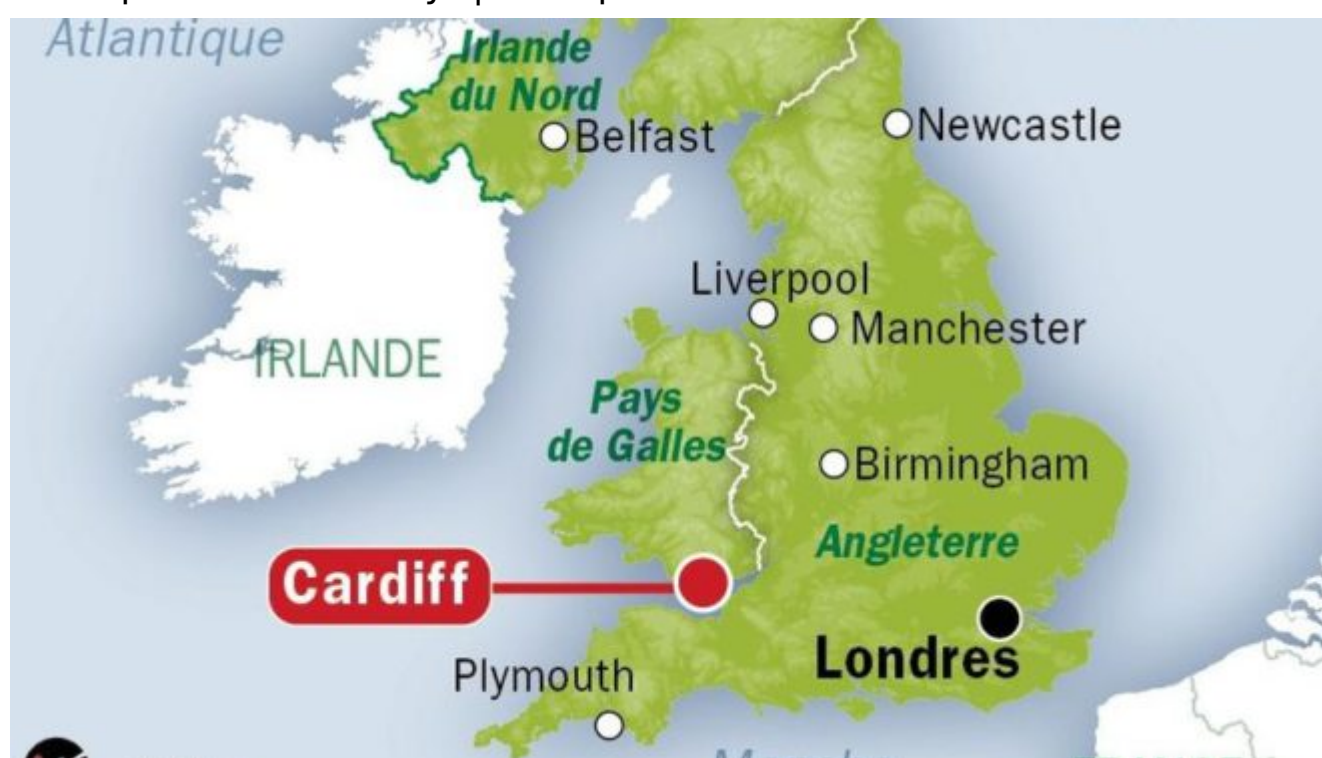 Atlantique
Irlande
du Nord
Belfast
Newcastle
Liverpool
Manchester
IRLANDE
Pays
de Galles
Birmingham
Angleterre
Cardiff
Londres
Plymouth